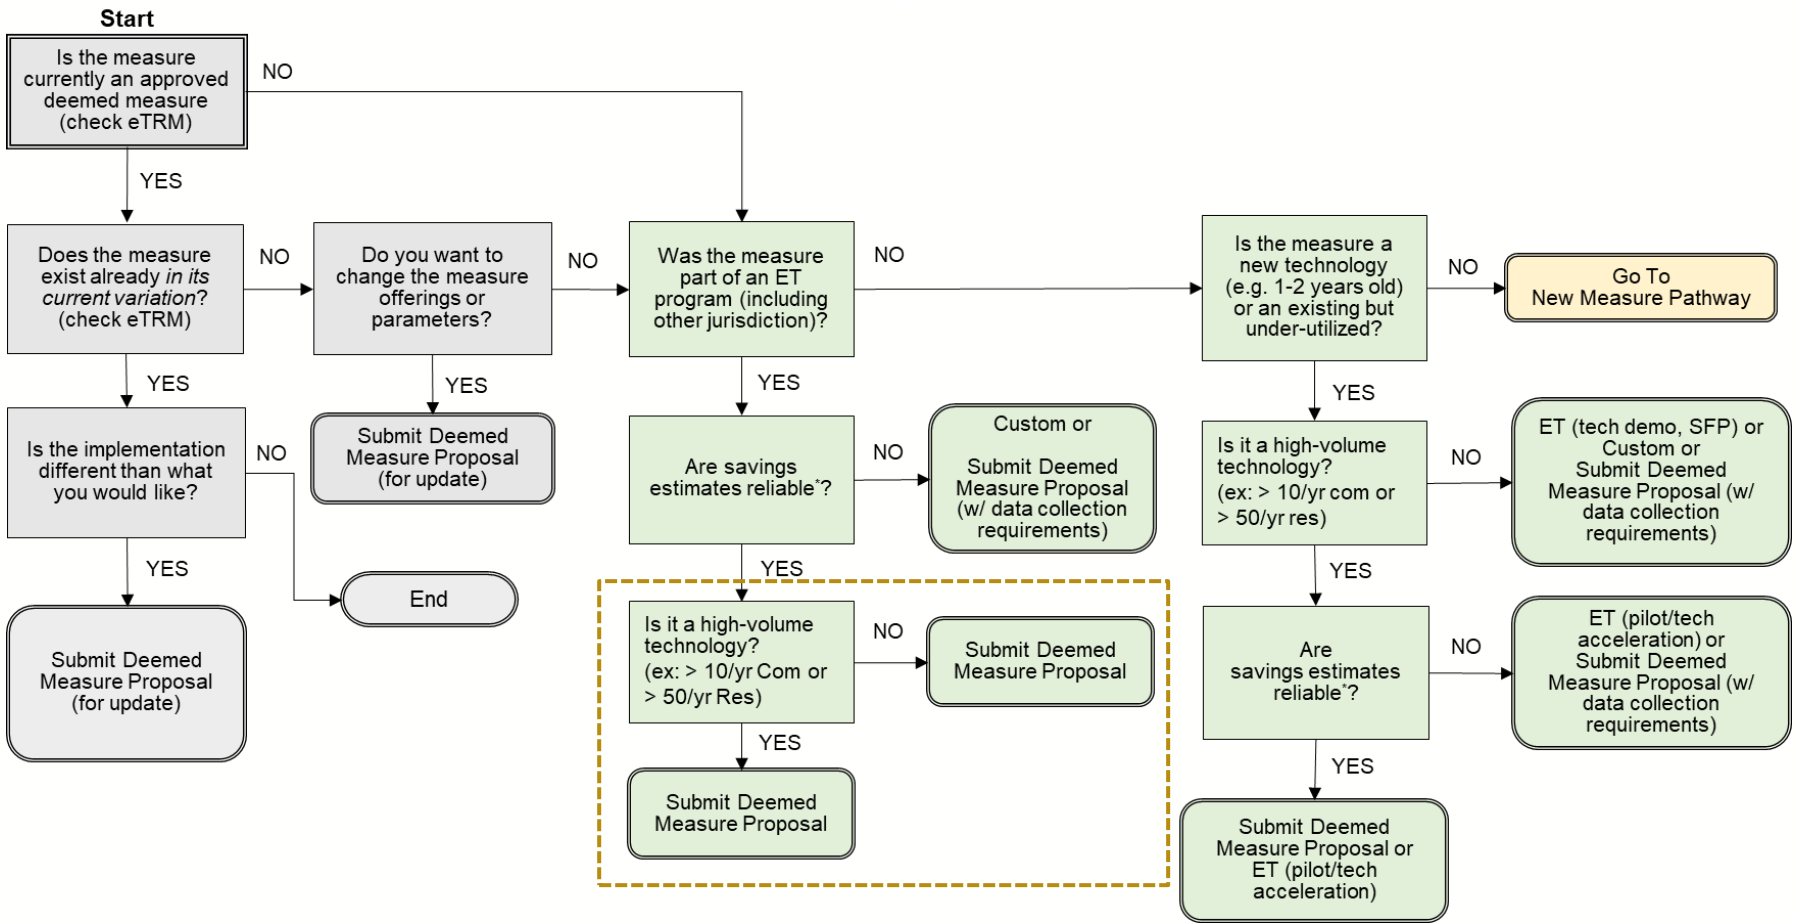 Start
Is the measure
currently an approved
deemed measure
(check eTRM)
NO
YES
Does the measure
exist already in its
current variation?
(check eTRM)
NO
Do you want to
change the measure
offerings or
parameters?
NO
Was the measure
part of an ET
program (including
other jurisdiction)?
NO
Is the measure a
new technology
(e.g. 1-2 years old)
or an existing but
under-utilized?
NO
Go To
New Measure Pathway
YES
YES
YES
YES
Is the implementation
different than what
you would like?
NO
Submit Deemed
Measure Proposal
(for update)
Are savings
estimates reliable*?
NO
Custom or
Submit Deemed
Measure Proposal
(w/ data collection
requirements)
Is it a high-volume
technology?
(ex: > 10/yr com or
> 50/yr res)
NO
ET (tech demo, SFP) or
Custom or
Submit Deemed
Measure Proposal (w/
data collection
requirements)
YES
End
YES
YES
Submit Deemed
Measure Proposal
(for update)
Is it a high-volume
technology?
(ex: > 10/yr Com or
> 50/yr Res)
NO
Submit Deemed
Measure Proposal
Are
savings estimates
reliable*?
NO
ET (pilot/tech
acceleration) or
Submit Deemed
Measure Proposal (w/
data collection
requirements)
YES
YES
Submit Deemed
Measure Proposal
Submit Deemed
Measure Proposal or
ET (pilot/tech
acceleration)